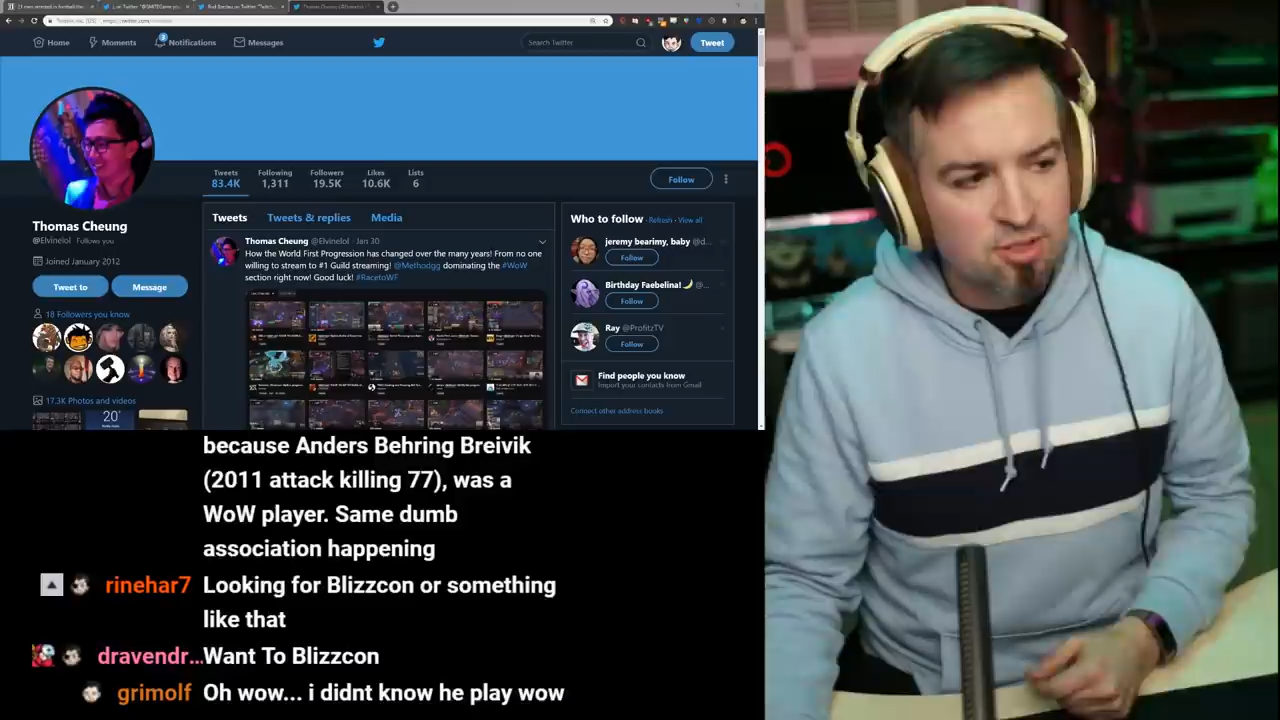 Home
Moments
3
Notifications
Messages
Search Twitter
Tweet
Tweets
83.4K
Following
1,311
Followers
19.5K
Likes
10.6K
Lists
6
Follow
Thomas Cheung
@Elvinelol Follows you
Joined January 2012
Tweet to
Message
18 Followers you know
17.3K Photos and videos
Tweets
Tweets & replies
Media
Thomas Cheung @Elvinelol · Jan 30
How the World First Progression has changed over the many years! From no one
willing to stream to #1 Guild streaming! @Methodgg dominating the #WoW
section right now! Good luck! #RacetoWF
20°
Who to follow · Refresh · View all
jeremy bearimy, baby @d...
Follow
Birthday Faebelina! @...
Follow
Ray @ProfitzTV
Follow
Find people you know
Import your contacts from Gmail
Connect other address books
because Anders Behring Breivik
(2011 attack killing 77), was a
WoW player. Same dumb
association happening
rinehar7 Looking for Blizzcon or something
like that
dravendr... Want To Blizzcon
grimolf Oh wow... i didnt know he play wow